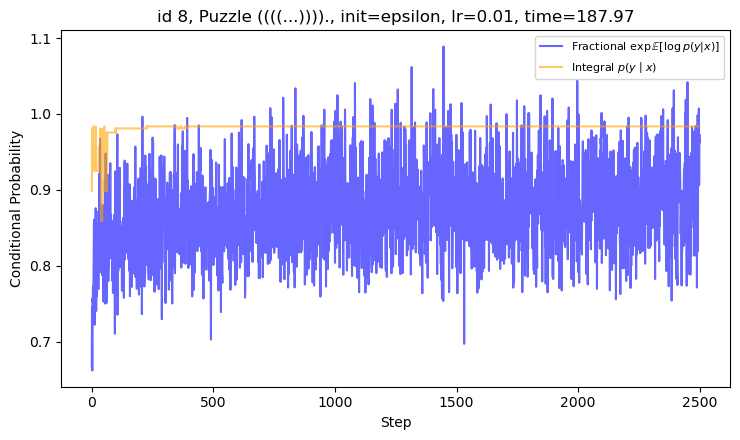 id 8, Puzzle ((((...))))., init=epsilon, lr=0.01, time=187.97
Conditional Probability
1.1
1.0
0.9
0.8
0.7
Fractional exp𝔼[log p(y|x)]
Integral p(y | x)
0
500
1000
1500
2000
2500
Step